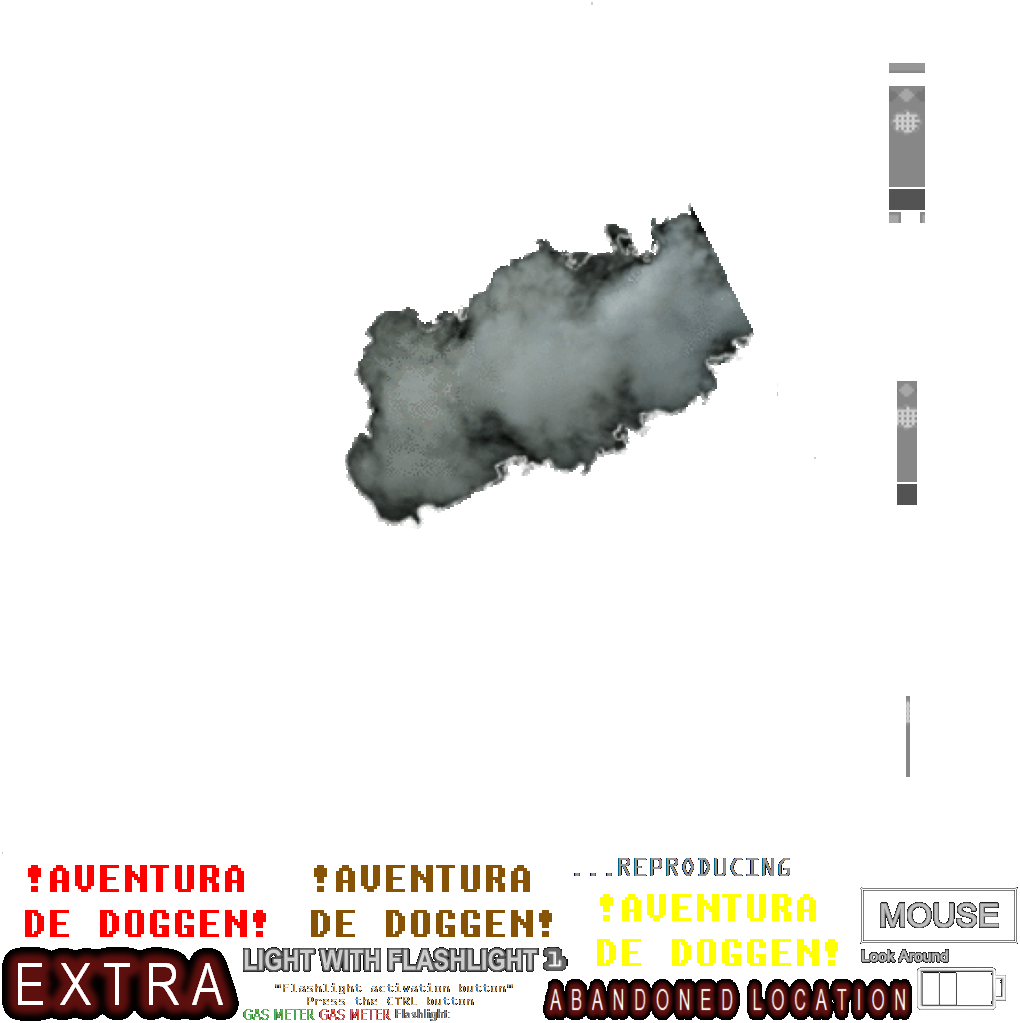 !AVENTURA
DE DOGGEN!
!AVENTURA
DE DOGGEN!
...REPRODUCING
!AVENTURA
DE DOGGEN!
MOUSE
Look Around
EXTRA
LIGHT WITH FLASHLIGHT 1
"Flashlight activation button"
Press the CTRL button
GAS METER GAS METER Flashlight:
ABANDONED LOCATION